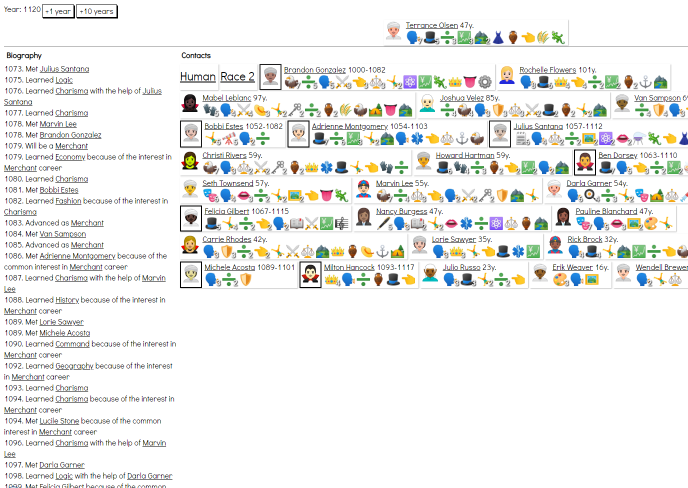 Year: 1120 +1 year +10 years
Terrance Olsen 47y.
Biography
Contacts
1073. Met Julius Santana
1075. Learned Logic
1076. Learned Charisma with the help of Julius
Santana
1077. Learned Charisma
1078. Met Marvin Lee
1078. Met Brandon Gonzalez
1079. Will be a Merchant
1079. Learned Economy because of the interest in
Merchant career
1080. Learned Charisma
1081. Met Bobbi Estes
1082. Learned Fashion because of the interest in
Charisma
1083. Advanced as Merchant
1084. Met Van Sampson
1085. Advanced as Merchant
1086. Met Adrienne Montgomery because of the
common interest in Merchant career
1087. Learned Charisma with the help of Marvin
Lee
1088. Learned History because of the interest in
Merchant career
1089. Met Lorie Sawyer
1089. Met Michele Acosta
1090. Learned Command because of the interest in
Merchant career
1092. Learned Geography because of the interest
in Merchant career
1093. Learned Charisma
1094. Learned Charisma because of the interest in
Merchant career
1094. Met Lucile Stone because of the common
interest in Merchant career
1096. Learned Charisma with the help of Marvin
Lee
1097. Met Darla Garner
1098. Learned Logic with the help of Darla Garner
1099. Met Felicia Gilbert because of the common
Human Race 2
Brandon Gonzalez 1000-1082
Rochelle Flowers 101y.
Mabel Leblanc 97y.
Joshua Velez 85y.
Van Sampson
Bobbi Estes 1052-1082
Adrienne Montgomery 1054-1103
Julius Santana 1057-1112
Christi Rivers 59y.
Howard Hartman 59y.
Ben Dorsey 1063-1110
Seth Townsend 57y.
Marvin Lee 55y.
Darla Garner 54y.
Felicia Gilbert 1067-1115
Nancy Burgess 47y.
Pauline Blanchard 47y.
Carrie Rhodes 42y.
Lorie Sawyer 35y.
Rick Brock 32y.
Michele Acosta 1089-1101
Milton Hancock 1093-1117
Julio Russo 23y.
Erik Weaver 16y.
Wendell Brewer